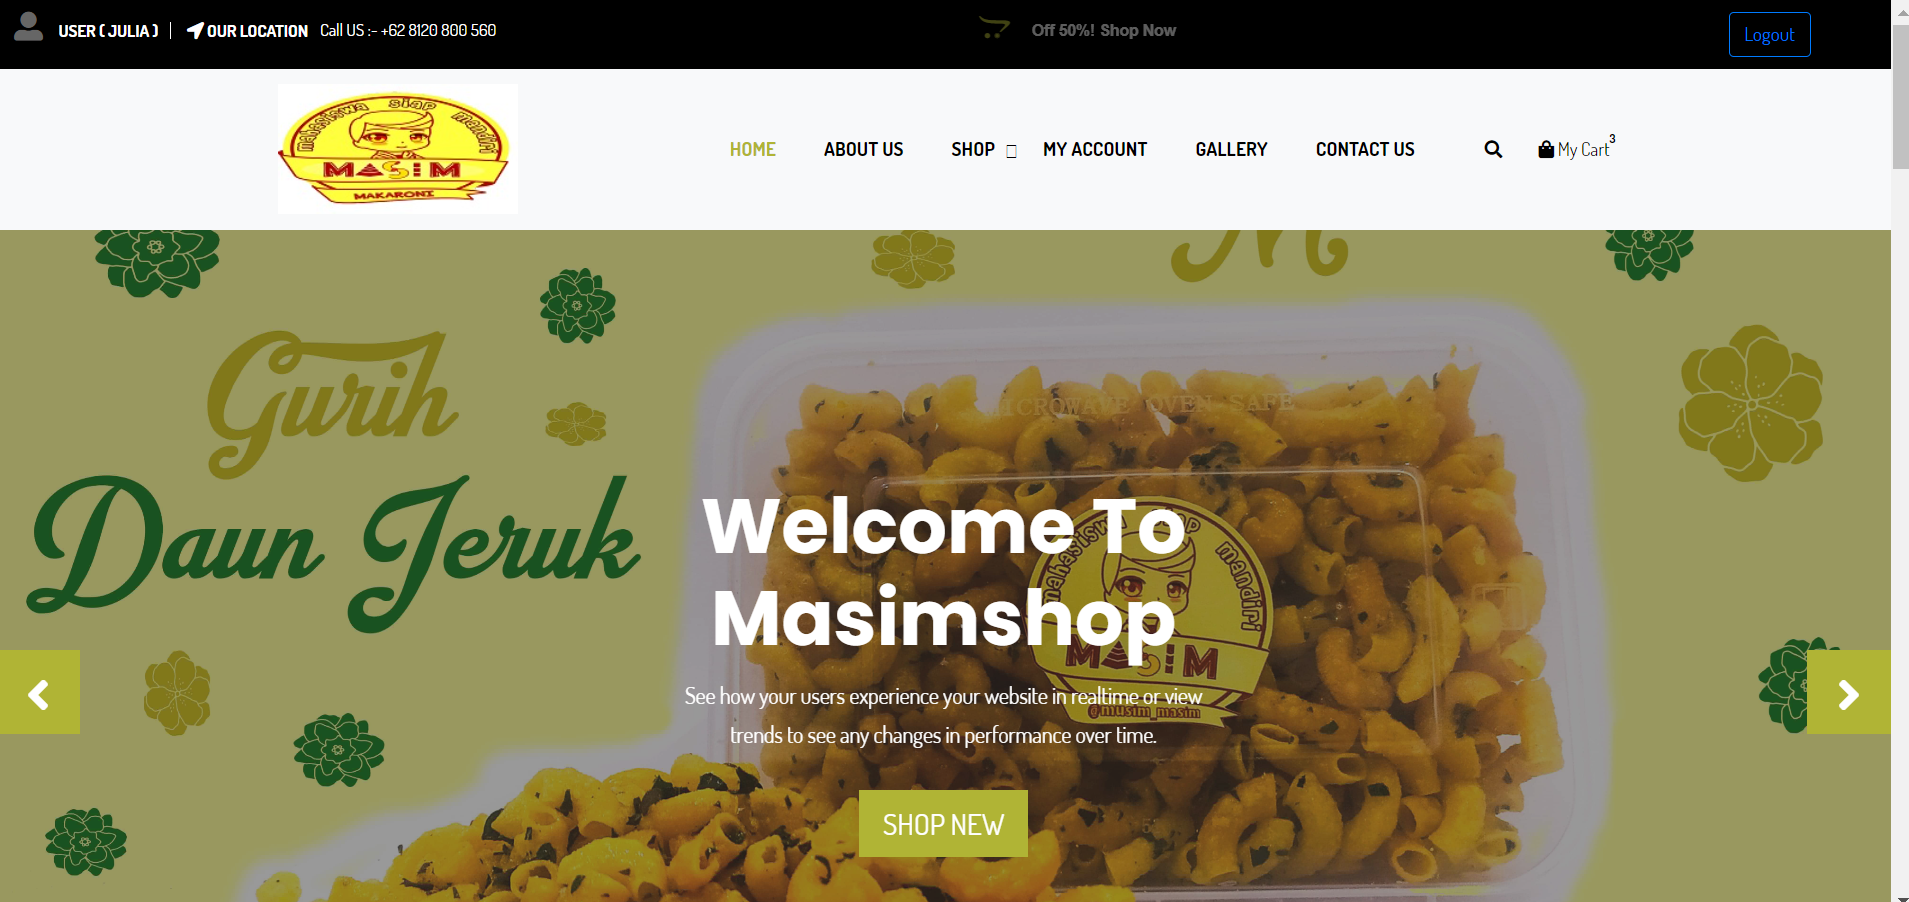 USER ( JULIA ) | OUR LOCATION Call US :- +62 8120 800 560
Off 50%! Shop Now
Logout
mahasiswa siap mandiri
MASIM
MAKARONI
HOME ABOUT US SHOP MY ACCOUNT GALLERY CONTACT US My Cart 3
M
Gurih
Daun Jeruk
MICROWAVE OVEN SAFE
mahasiswa siap mandiri
MASIM
@musim_masim
Welcome To
Masimshop
See how your users experience your website in realtime or view
trends to see any changes in performance over time.
SHOP NEW